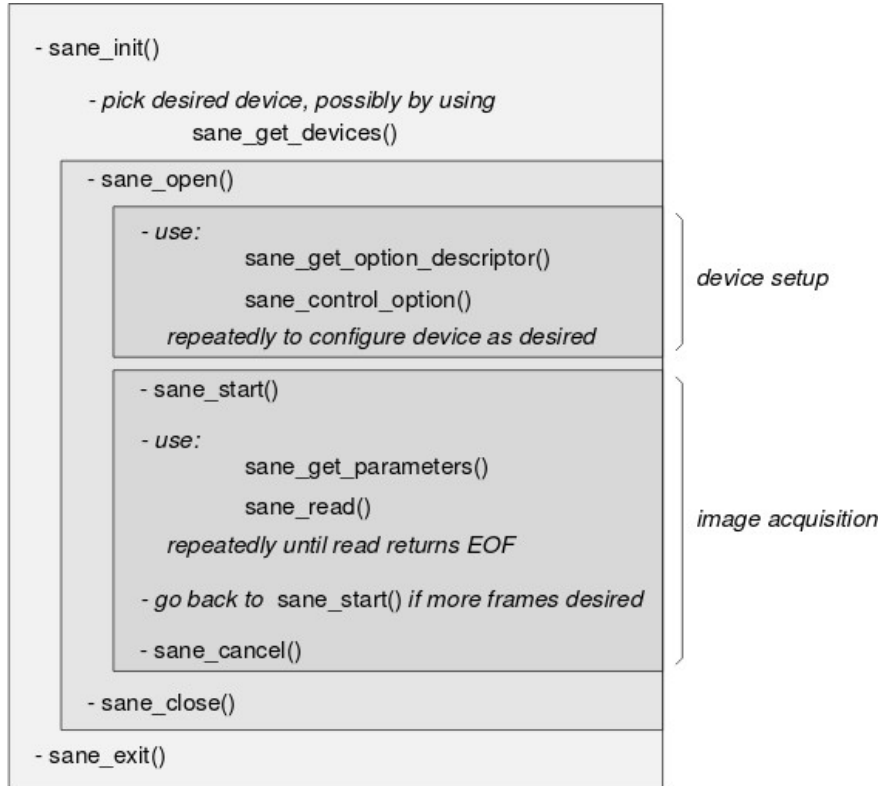 - sane_init()
- pick desired device, possibly by using
sane_get_devices()
- sane_open()
- use:
sane_get_option_descriptor()
sane_control_option()
repeatedly to configure device as desired
device setup
- sane_start()
- use:
sane_get_parameters()
sane_read()
repeatedly until read returns EOF
- go back to sane_start() if more frames desired
- sane_cancel()
image acquisition
- sane_close()
- sane_exit()